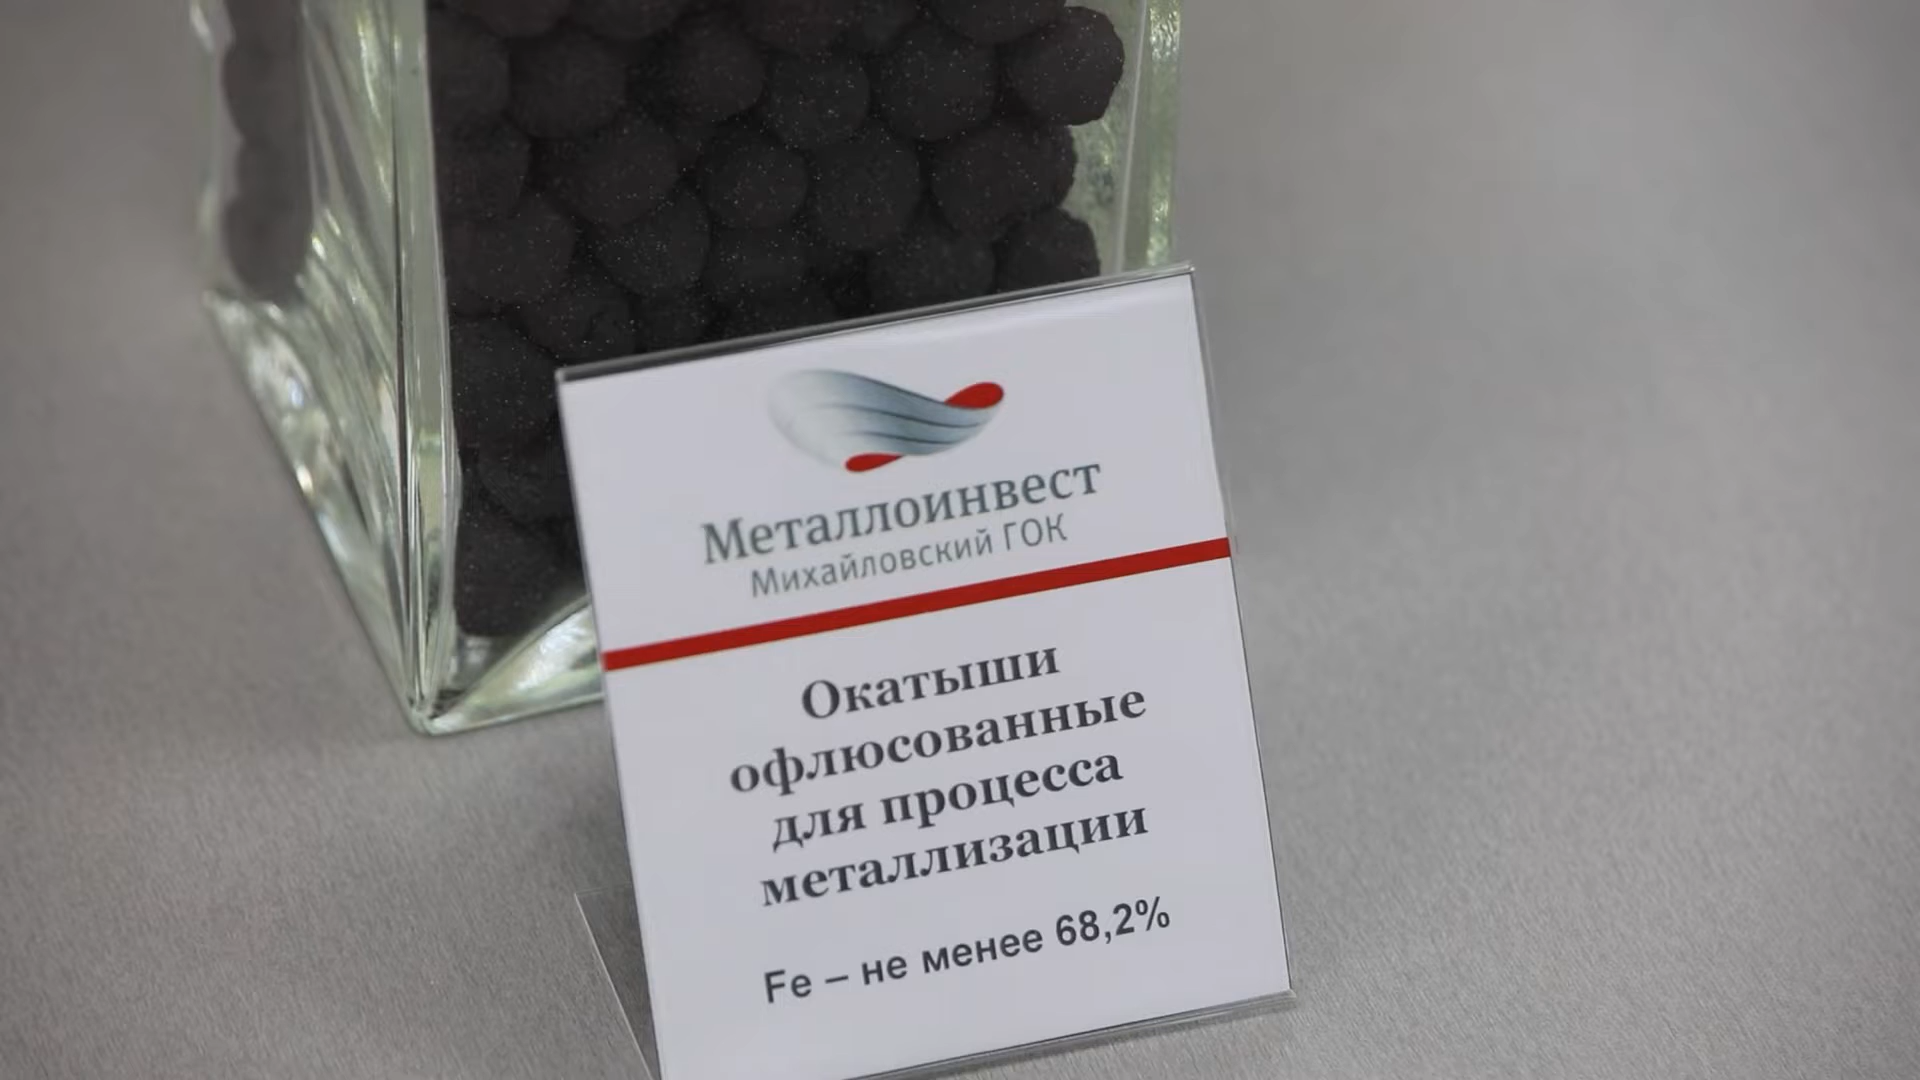 Металлоинвест
Михайловский ГОК
Окатыши
офлюсованные
для процесса
металлизации
Fe – не менее 68,2%